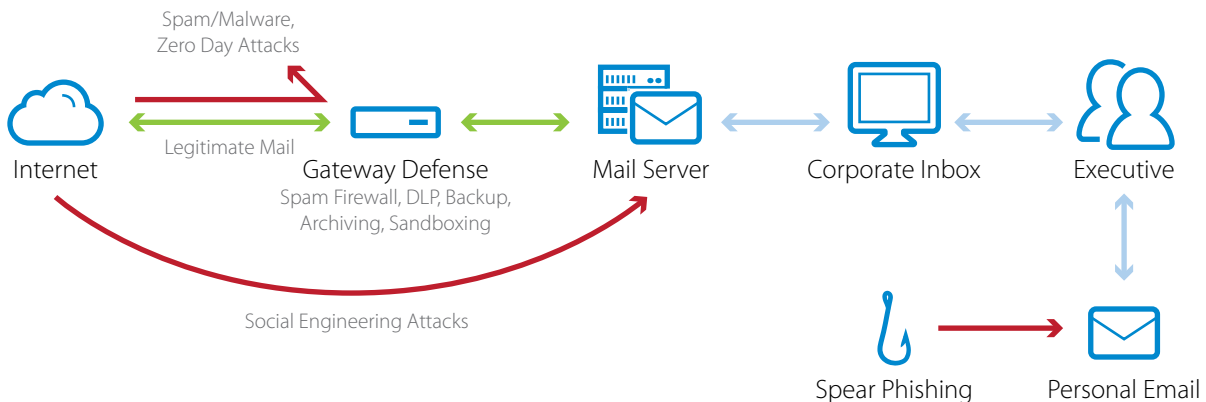 Spam/Malware,
Zero Day Attacks
Legitimate Mail
Internet
Gateway Defense
Spam Firewall, DLP, Backup,
Archiving, Sandboxing
Mail Server
Corporate Inbox
Executive
Social Engineering Attacks
Spear Phishing
Personal Email